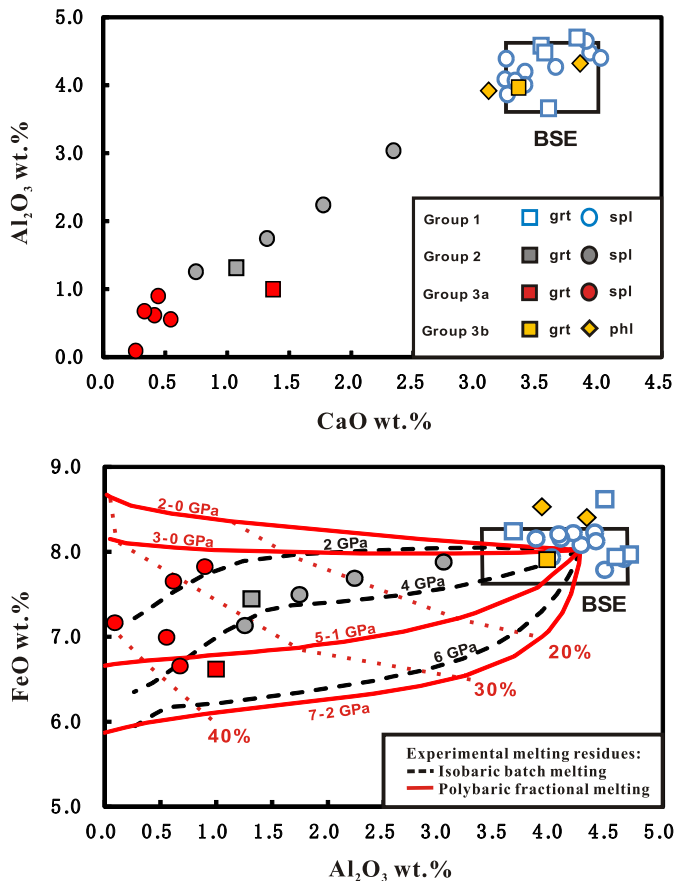 5.0
4.0
3.0
2.0
1.0
0.0
Al2O3 wt.%
BSE
Group 1 grt spl
Group 2 grt spl
Group 3a grt spl
Group 3b grt phl
0.0 0.5 1.0 1.5 2.0 2.5 3.0 3.5 4.0 4.5
CaO wt.%
9.0
8.0
7.0
6.0
5.0
FeO wt.%
2-0 GPa
3-0 GPa
2 GPa
4 GPa
BSE
5-1 GPa
6 GPa
20%
30%
7-2 GPa
40%
Experimental melting residues:
Isobaric batch melting
Polybaric fractional melting
0.0 0.5 1.0 1.5 2.0 2.5 3.0 3.5 4.0 4.5 5.0
Al2O3 wt.%